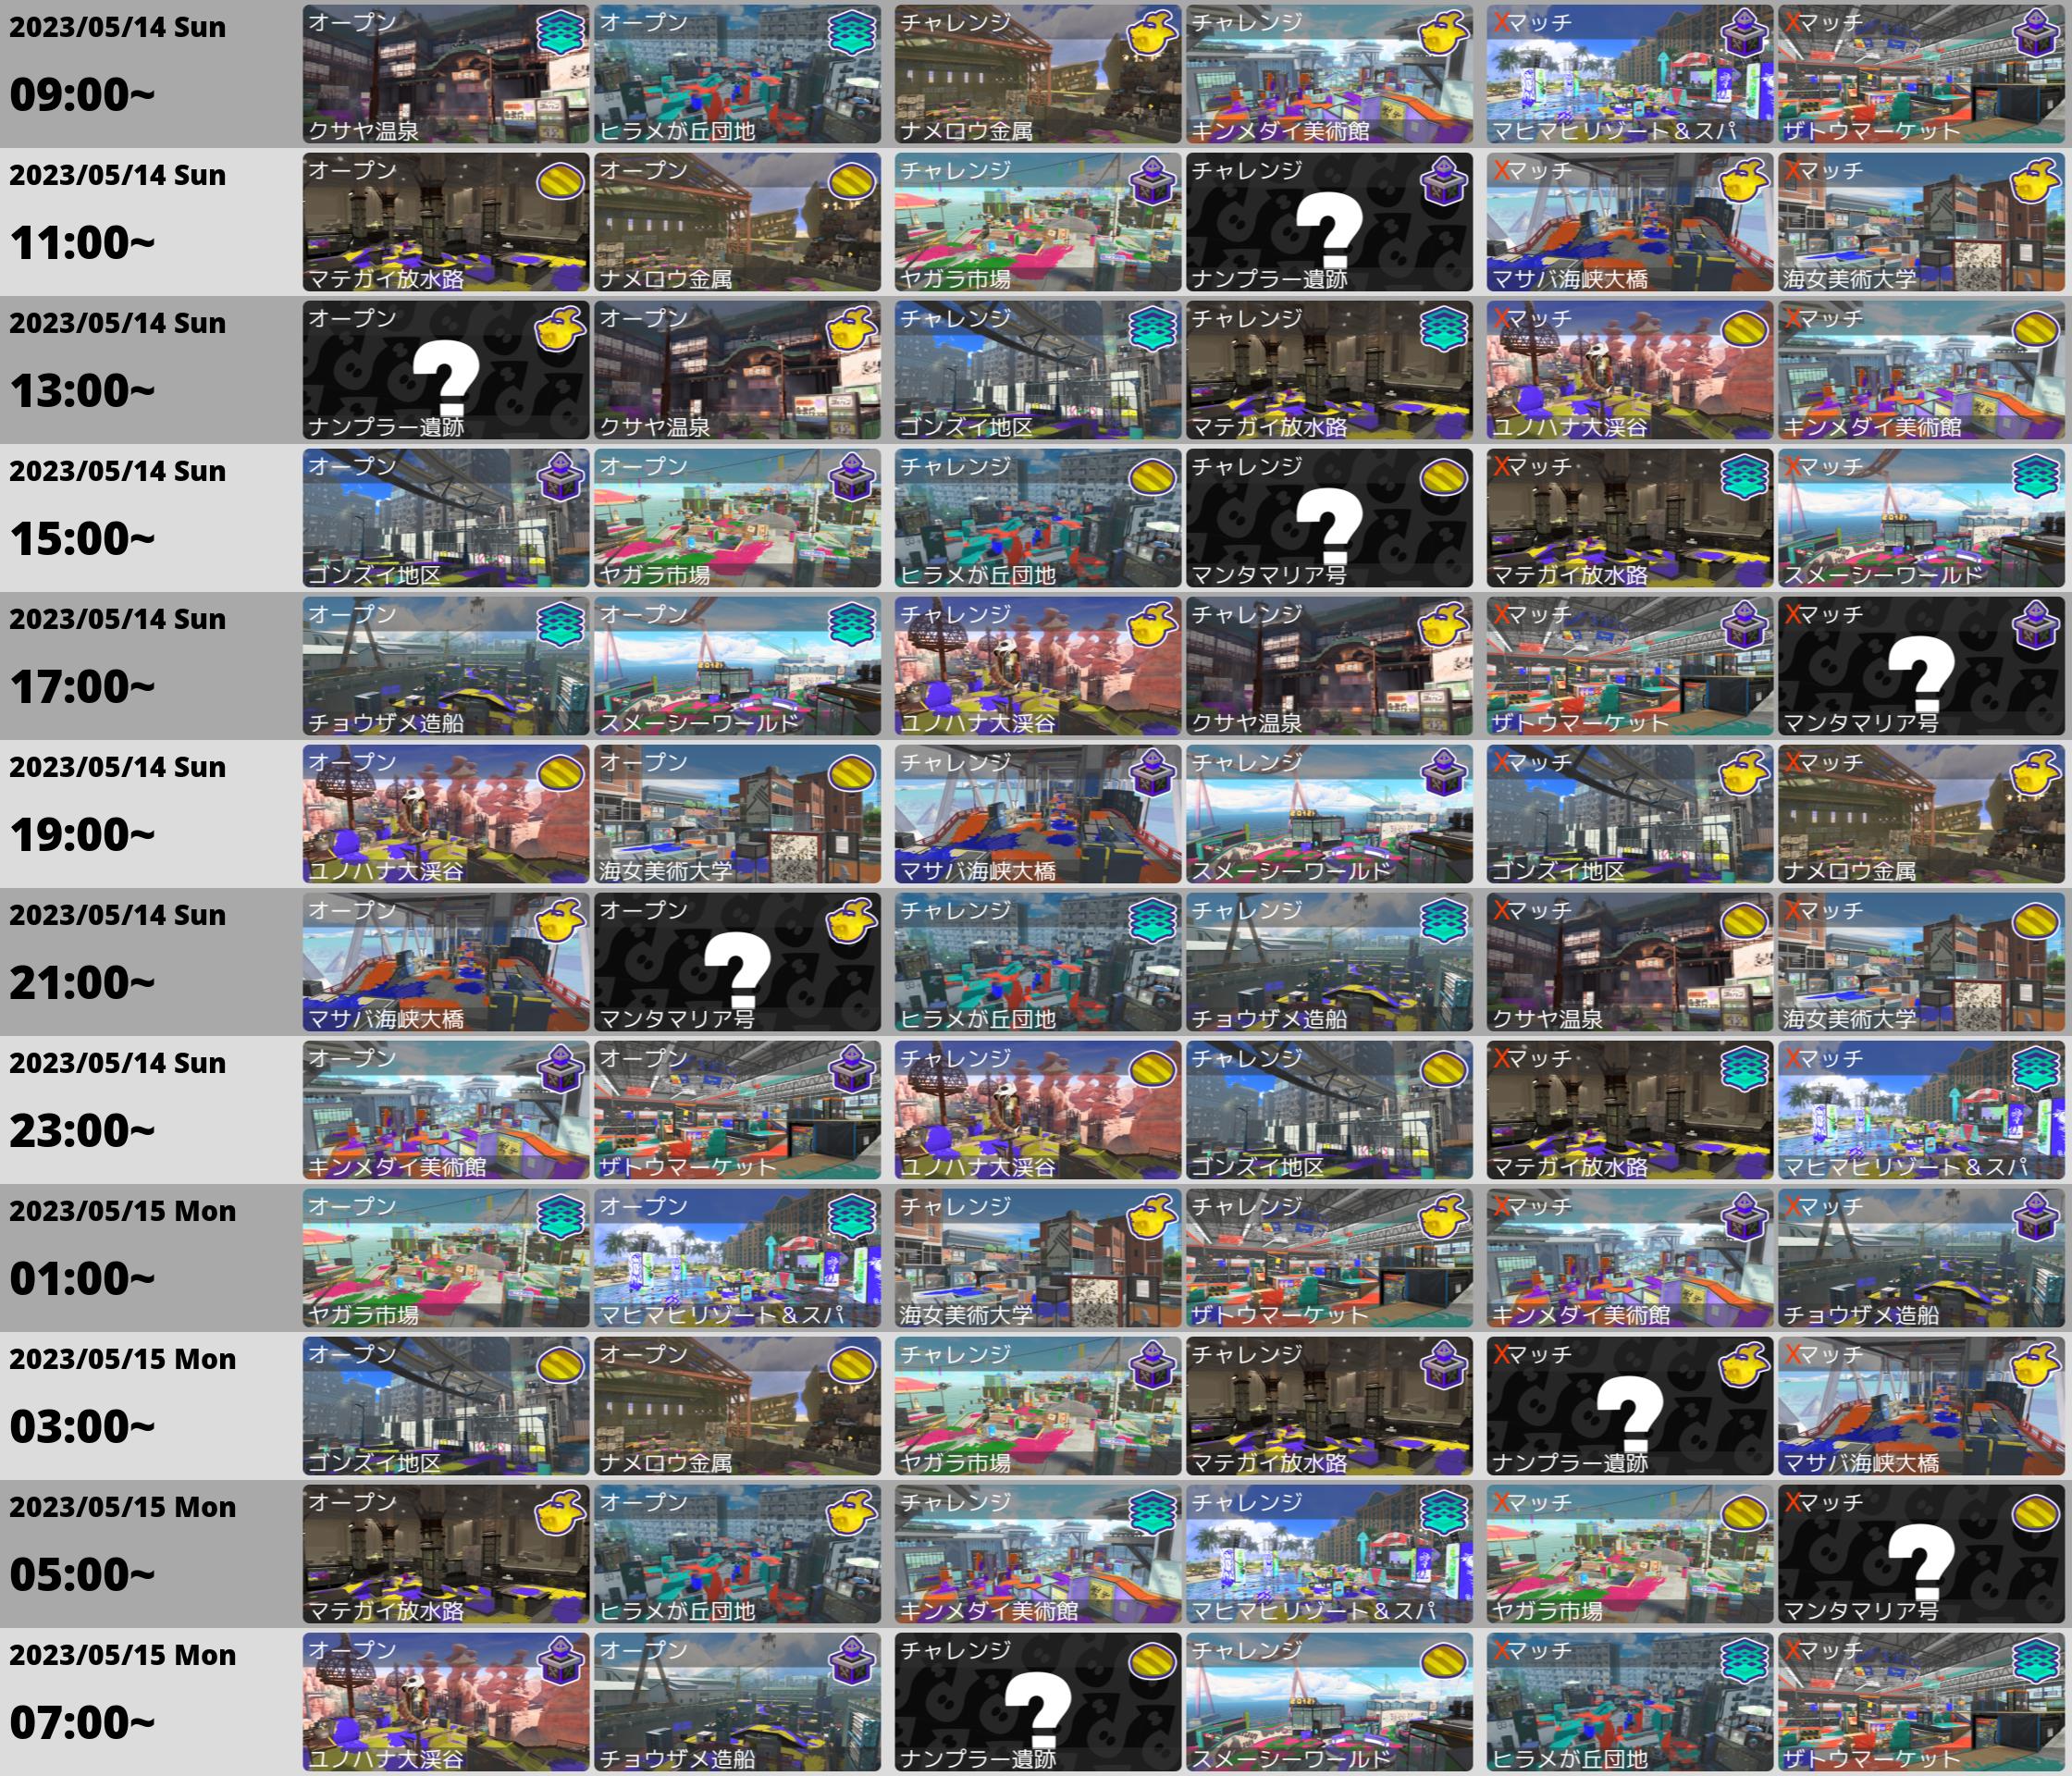 2023/05/14 Sun
09:00~
オープン オープン チャレンジ チャレンジ Xマッチ Xマッチ
クサヤ温泉 ヒラメが丘団地 ナメロウ金属 キンメダイ美術館 マヒマヒリゾート&スパ ザトウマーケット
2023/05/14 Sun
11:00~
オープン オープン チャレンジ チャレンジ Xマッチ Xマッチ
マテガイ放水路 ナメロウ金属 ヤガラ市場 ナンプラー遺跡 マサバ海峡大橋 海女美術大学
2023/05/14 Sun
13:00~
オープン オープン チャレンジ チャレンジ Xマッチ Xマッチ
ナンプラー遺跡 クサヤ温泉 ゴンズイ地区 マテガイ放水路 ユノハナ大渓谷 キンメダイ美術館
2023/05/14 Sun
15:00~
オープン オープン チャレンジ チャレンジ Xマッチ Xマッチ
ゴンズイ地区 ヤガラ市場 ヒラメが丘団地 マンタマリア号 マテガイ放水路 スメーシーワールド
2023/05/14 Sun
17:00~
オープン オープン チャレンジ チャレンジ Xマッチ Xマッチ
チョウザメ造船 スメーシーワールド ユノハナ大渓谷 クサヤ温泉 ザトウマーケット マンタマリア号
2023/05/14 Sun
19:00~
オープン オープン チャレンジ チャレンジ Xマッチ Xマッチ
ユノハナ大渓谷 海女美術大学 マサバ海峡大橋 スメーシーワールド ゴンズイ地区 ナメロウ金属
2023/05/14 Sun
21:00~
オープン オープン チャレンジ チャレンジ Xマッチ Xマッチ
マサバ海峡大橋 マンタマリア号 ヒラメが丘団地 チョウザメ造船 クサヤ温泉 海女美術大学
2023/05/14 Sun
23:00~
オープン オープン チャレンジ チャレンジ Xマッチ Xマッチ
キンメダイ美術館 ザトウマーケット ユノハナ大渓谷 ゴンズイ地区 マテガイ放水路 マヒマヒリゾート&スパ
2023/05/15 Mon
01:00~
オープン オープン チャレンジ チャレンジ Xマッチ Xマッチ
ヤガラ市場 マヒマヒリゾート&スパ 海女美術大学 ザトウマーケット キンメダイ美術館 チョウザメ造船
2023/05/15 Mon
03:00~
オープン オープン チャレンジ チャレンジ Xマッチ Xマッチ
ゴンズイ地区 ナメロウ金属 ヤガラ市場 マテガイ放水路 ナンプラー遺跡 マサバ海峡大橋
2023/05/15 Mon
05:00~
オープン オープン チャレンジ チャレンジ Xマッチ Xマッチ
マテガイ放水路 ヒラメが丘団地 キンメダイ美術館 マヒマヒリゾート&スパ ヤガラ市場 マンタマリア号
2023/05/15 Mon
07:00~
オープン オープン チャレンジ チャレンジ Xマッチ Xマッチ
ユノハナ大渓谷 チョウザメ造船 ナンプラー遺跡 スメーシーワールド ヒラメが丘団地 ザトウマーケット